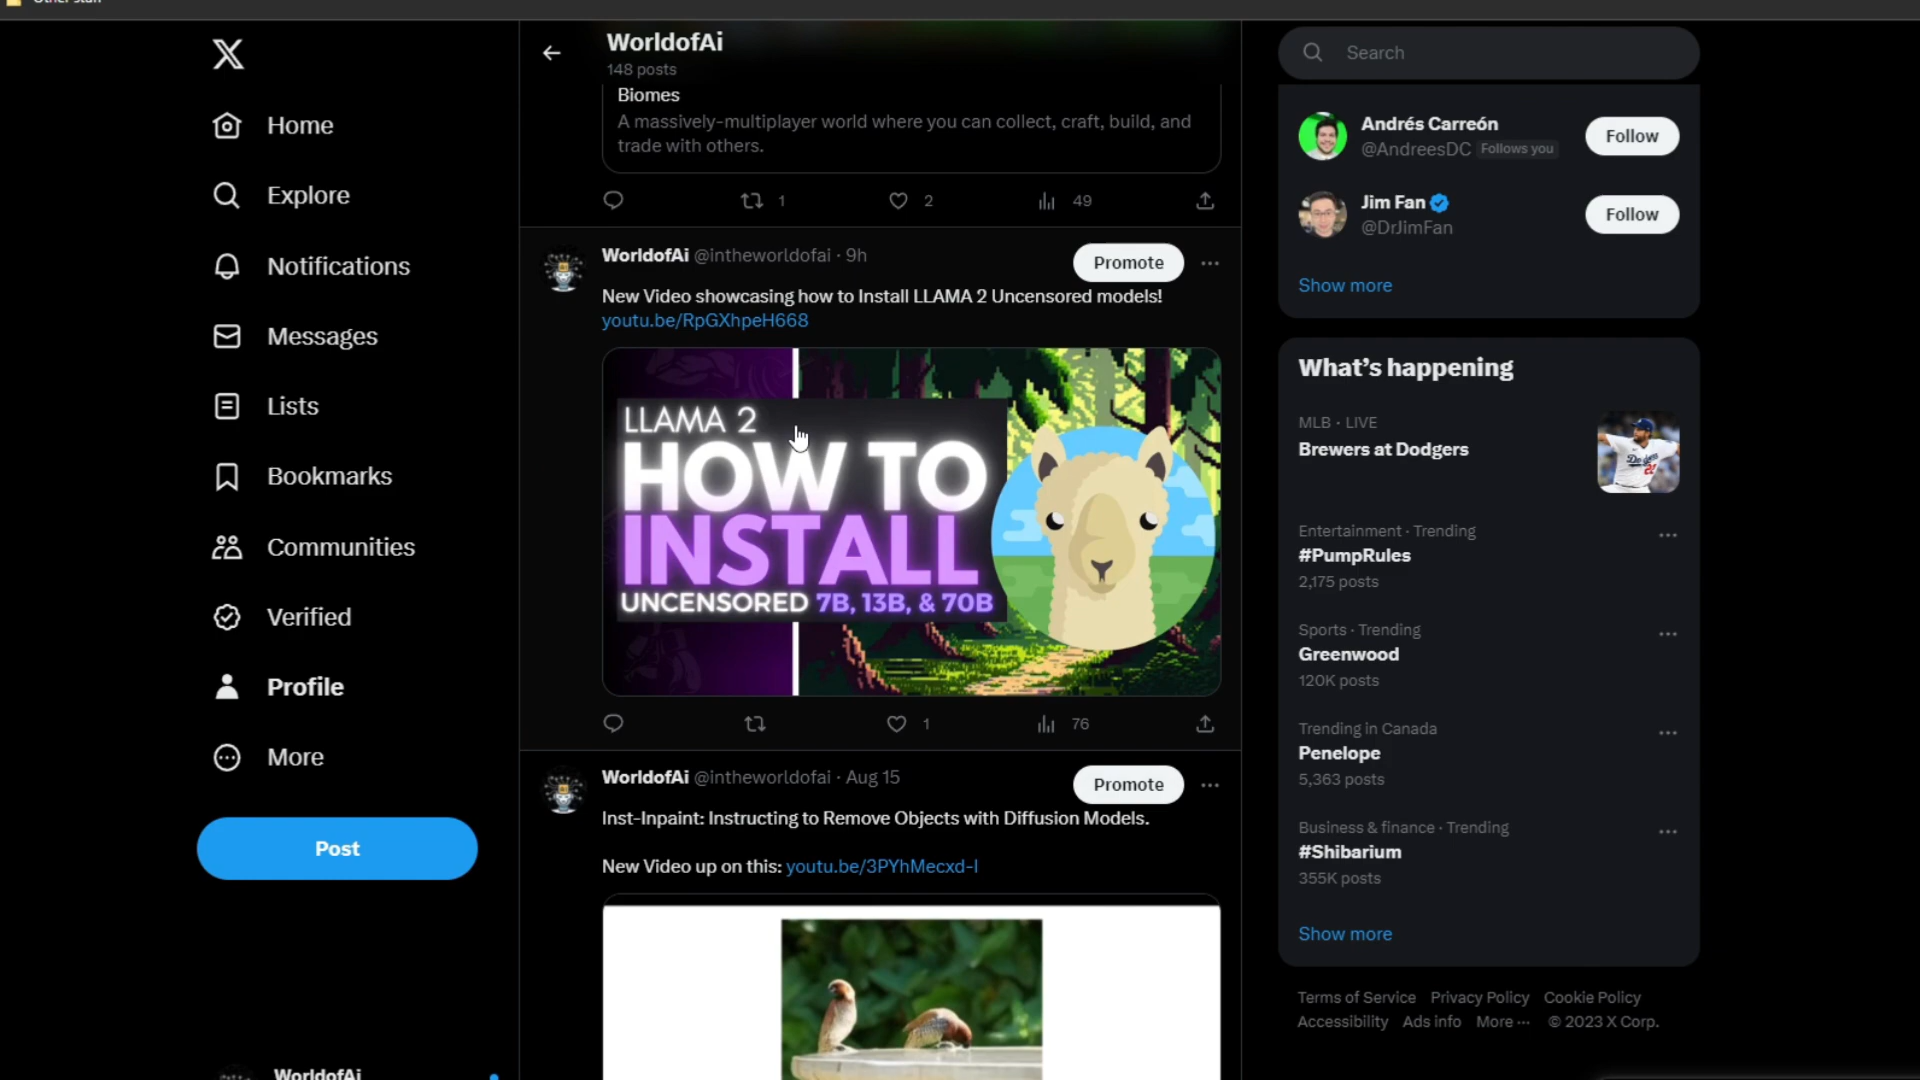 Other stuff
X
Home
Explore
Notifications
Messages
Lists
Bookmarks
Communities
Verified
Profile
More
Post
WorldofAi
WorldofAi
148 posts
Biomes
A massively-multiplayer world where you can collect, craft, build, and
trade with others.
1
2
49
WorldofAi @intheworldofai · 9h
Promote
New Video showcasing how to Install LLAMA 2 Uncensored models!
youtu.be/RpGXhpeH668
LLAMA 2
HOW TO
INSTALL
UNCENSORED 7B, 13B, & 70B
1
76
WorldofAi @intheworldofai · Aug 15
Promote
Inst-Inpaint: Instructing to Remove Objects with Diffusion Models.
New Video up on this: youtu.be/3PYhMecxd-I
Search
Andrés Carreón
@AndreesDC Follows you
Follow
Jim Fan
@DrJimFan
Follow
Show more
What's happening
MLB · LIVE
Brewers at Dodgers
Entertainment · Trending
#PumpRules
2,175 posts
Sports · Trending
Greenwood
120K posts
Trending in Canada
Penelope
5,363 posts
Business & finance · Trending
#Shibarium
355K posts
Show more
Terms of Service Privacy Policy Cookie Policy
Accessibility Ads info More ··· © 2023 X Corp.